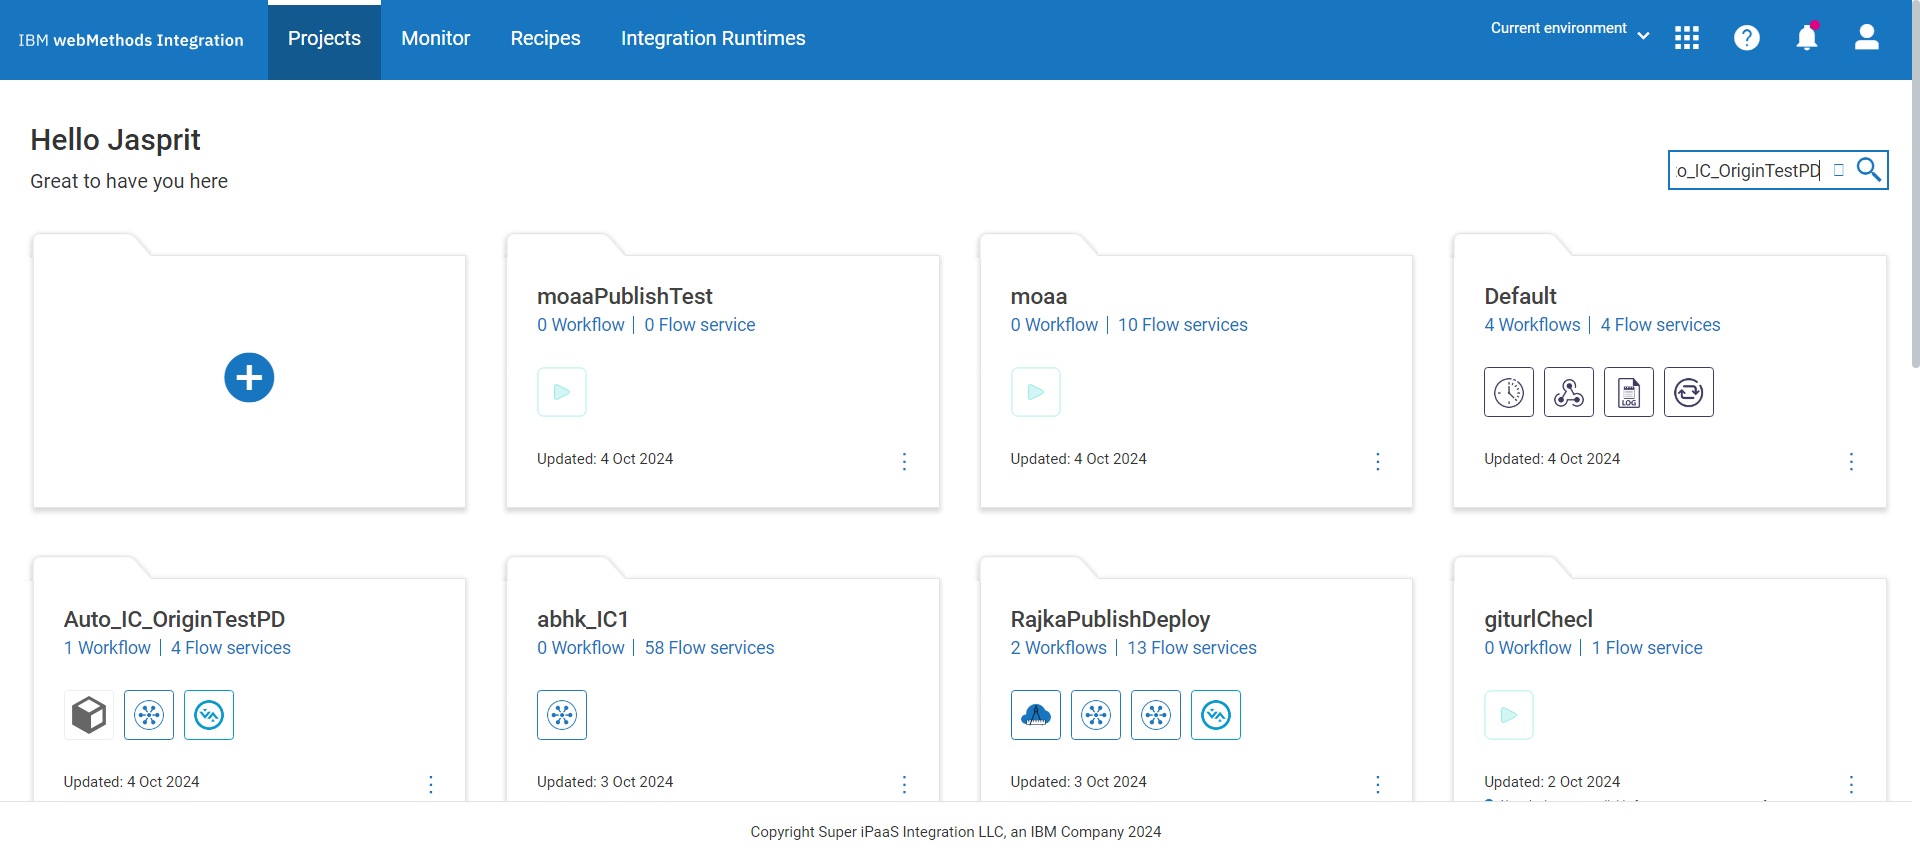 IBM webMethods Integration
Projects
Monitor
Recipes
Integration Runtimes
Current environment
Hello Jasprit
Great to have you here
o_IC_OriginTestPD
moaaPublishTest
0 Workflow | 0 Flow service
Updated: 4 Oct 2024
moaa
0 Workflow | 10 Flow services
Updated: 4 Oct 2024
Default
4 Workflows | 4 Flow services
LOG
Updated: 4 Oct 2024
Auto_IC_OriginTestPD
1 Workflow | 4 Flow services
Updated: 4 Oct 2024
abhk_IC1
0 Workflow | 58 Flow services
Updated: 3 Oct 2024
RajkaPublishDeploy
2 Workflows | 13 Flow services
Updated: 3 Oct 2024
giturlChecl
0 Workflow | 1 Flow service
Updated: 2 Oct 2024
Copyright Super iPaaS Integration LLC, an IBM Company 2024